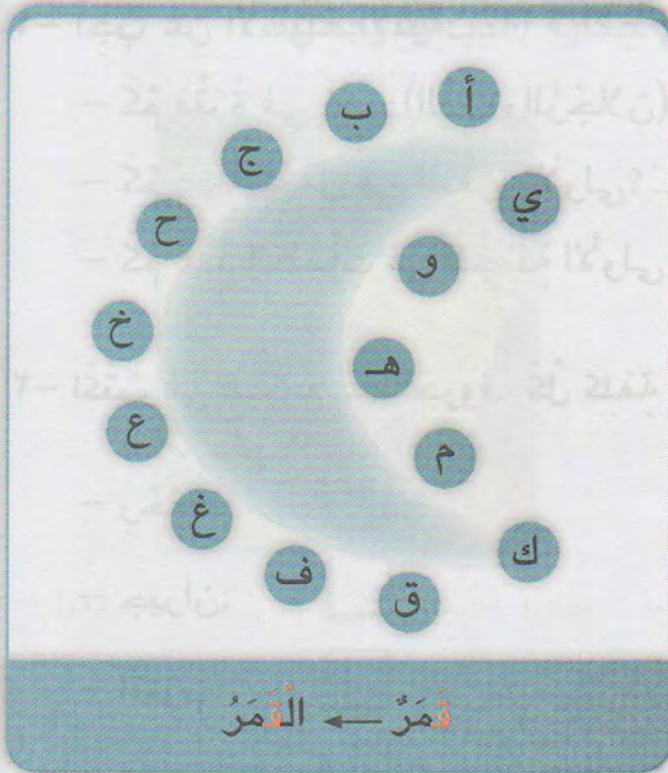 أ
ب
ج
ح
خ
ع
غ
ف
ق
ك
م
هـ
و
ي
قَمَرٌ ← الْقَمَرُ